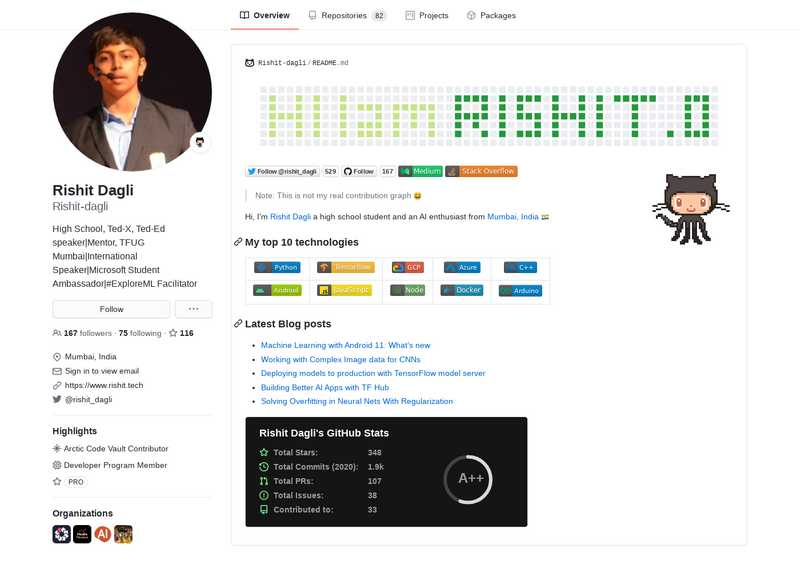 Overview
Repositories 82
Projects
Packages
Rishit-dagli/README.md
HI Iam RISHIT.D
Follow @rishit_dagli 529 Follow 167 Medium Stack Overflow
Note: This is not my real contribution graph 😄
Hi, I'm Rishit Dagli a high school student and an AI enthusiast from Mumbai, India 🇮🇳
My top 10 technologies
Python Tensorflow GCP Azure C++
Android JavaScript Node Docker Arduino
Latest Blog posts
Machine Learning with Android 11: What's new
Working with Complex Image data for CNNs
Deploying models to production with TensorFlow model server
Building Better AI Apps with TF Hub
Solving Overfitting in Neural Nets With Regularization
Rishit Dagli's GitHub Stats
Total Stars: 348
Total Commits (2020): 1.9k
Total PRs: 107
Total Issues: 38
Contributed to: 33
A++
Rishit Dagli
Rishit-dagli
High School, Ted-X, Ted-Ed
speaker|Mentor, TFUG
Mumbai|International
Speaker|Microsoft Student
Ambassador|#ExploreML Facilitator
Follow
167 followers · 75 following · 116
Mumbai, India
Sign in to view email
https://www.rishit.tech
@rishit_dagli
Highlights
Arctic Code Vault Contributor
Developer Program Member
PRO
Organizations
AI